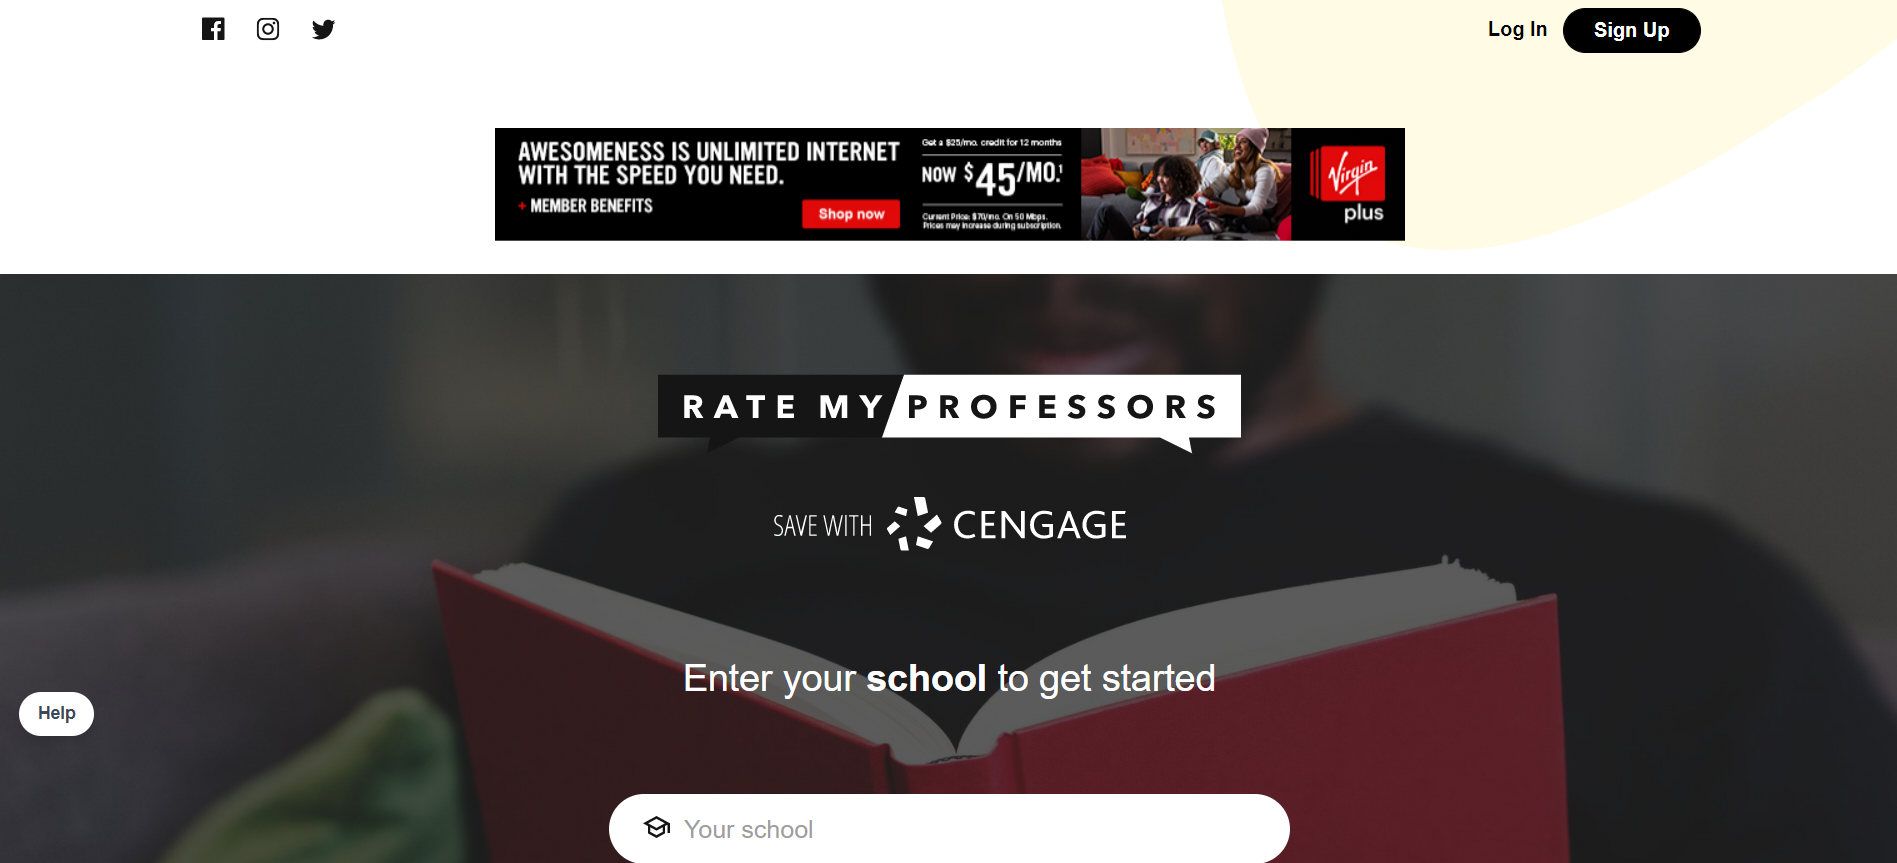 Log In
Sign Up
AWESOMENESS IS UNLIMITED INTERNET
WITH THE SPEED YOU NEED.
+ MEMBER BENEFITS
Shop now
Get a $25/mo. credit for 12 months
NOW $45/MO.¹
Current Price: $70/mo. On 50 Mbps.
Prices may increase during subscription.
Virgin
plus
RATE MY PROFESSORS
SAVE WITH CENGAGE
Enter your school to get started
Help
Your school